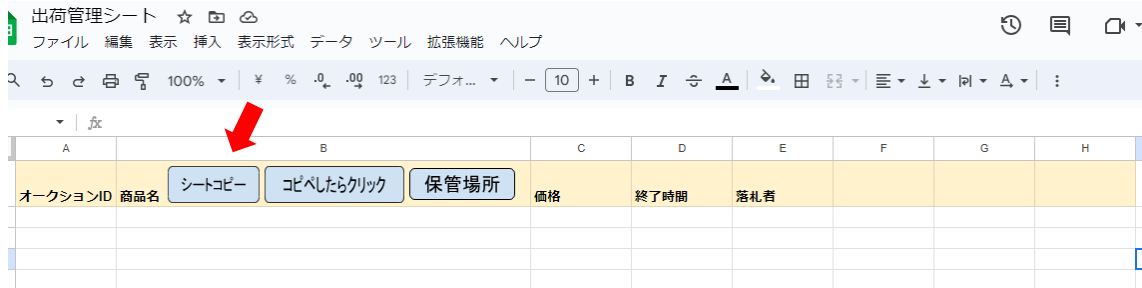 出荷管理シート
ファイル 編集 表示 挿入 表示形式 データ ツール 拡張機能 ヘルプ
100% ¥ % .0 .00 123 デフォ... 10 B I S A A
fx
A B C D E F G H
オークションID 商品名 シートコピー コピペしたらクリック 保管場所 価格 終了時間 落札者